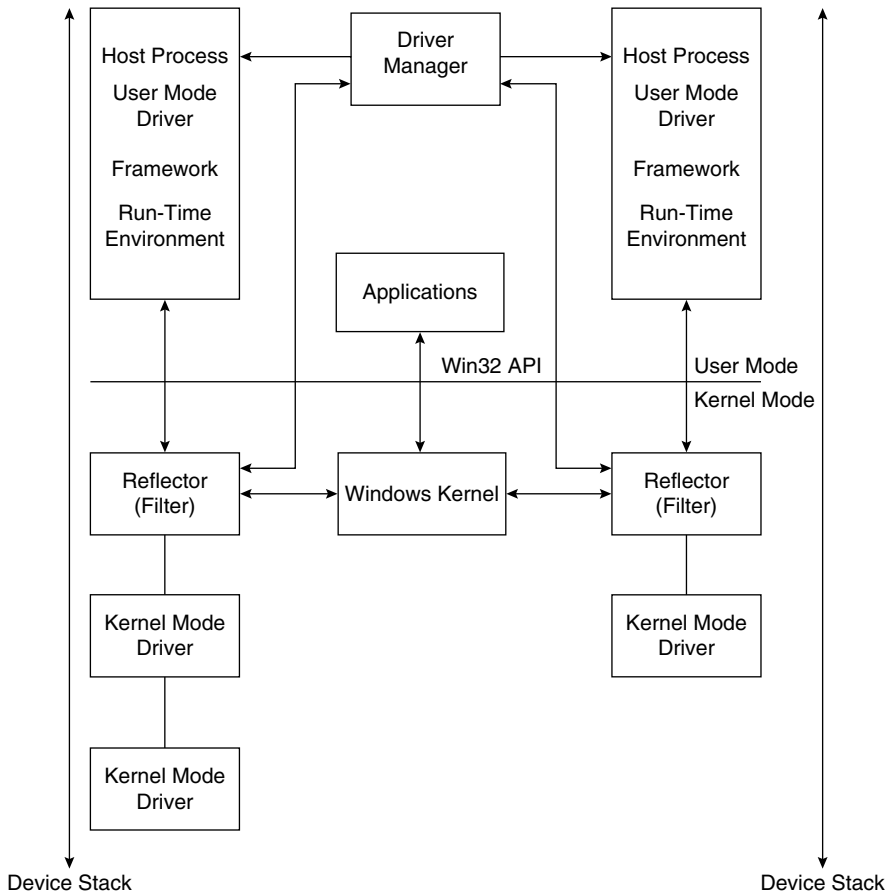 Host Process
User Mode
Driver
Framework
Run-Time
Environment
Driver
Manager
Host Process
User Mode
Driver
Framework
Run-Time
Environment
Applications
Win32 API
User Mode
Kernel Mode
Reflector
(Filter)
Windows Kernel
Reflector
(Filter)
Kernel Mode
Driver
Kernel Mode
Driver
Kernel Mode
Driver
Device Stack
Device Stack